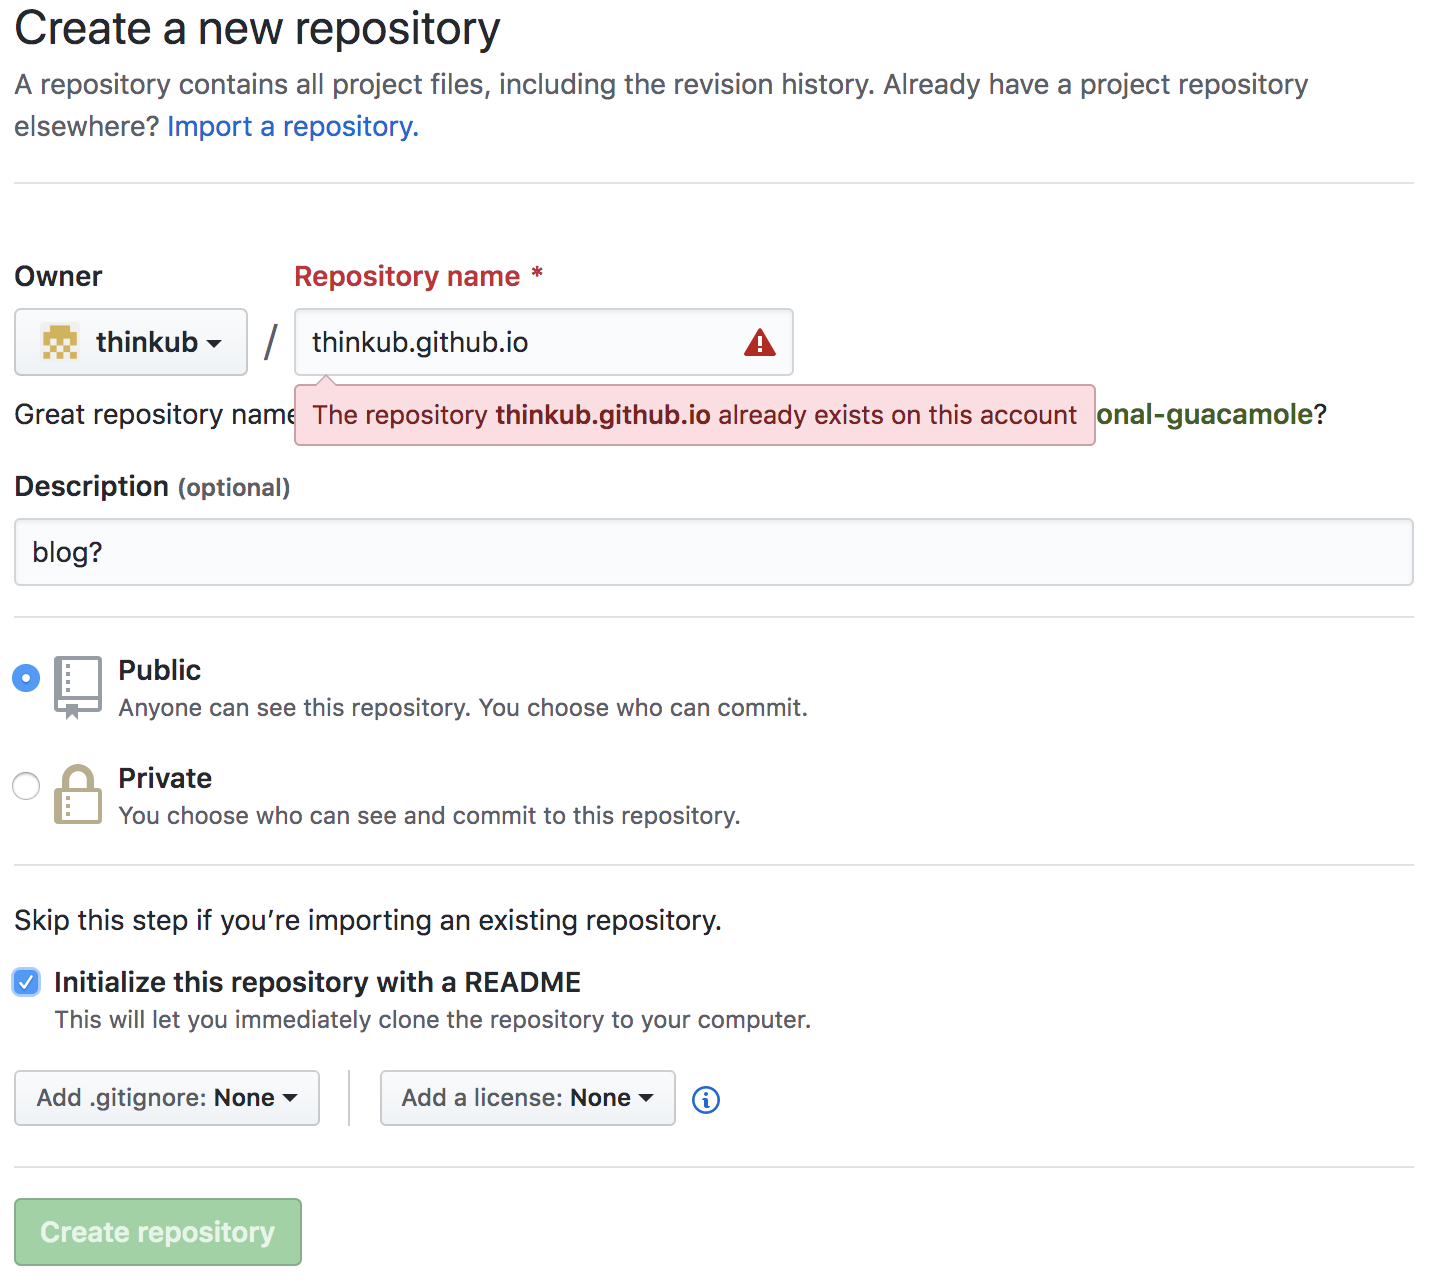 Create a new repository
A repository contains all project files, including the revision history. Already have a project repository
elsewhere? Import a repository.
Owner
Repository name *
thinkub
/
thinkub.github.io
Great repository name
The repository thinkub.github.io already exists on this account
onal-guacamole?
Description (optional)
blog?
Public
Anyone can see this repository. You choose who can commit.
Private
You choose who can see and commit to this repository.
Skip this step if you’re importing an existing repository.
Initialize this repository with a README
This will let you immediately clone the repository to your computer.
Add .gitignore: None
Add a license: None
Create repository